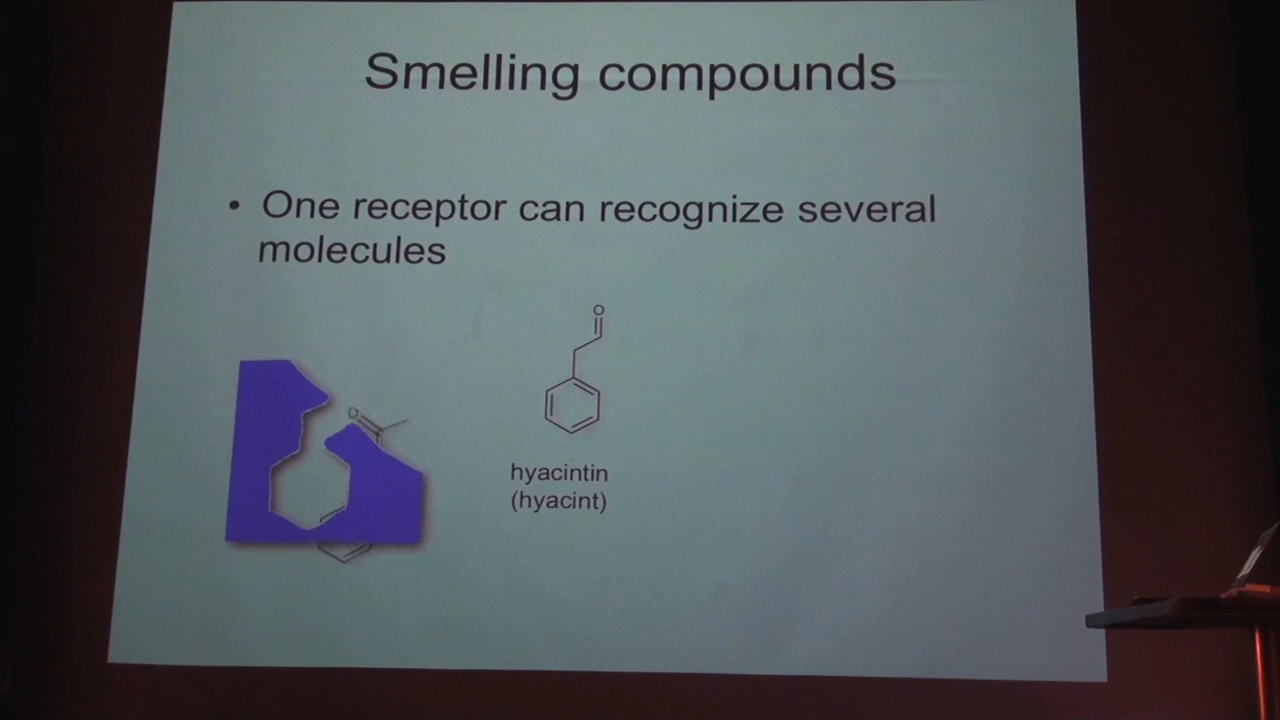 Smelling compounds
• One receptor can recognize several
molecules
O
O
hyacintin
(hyacint)